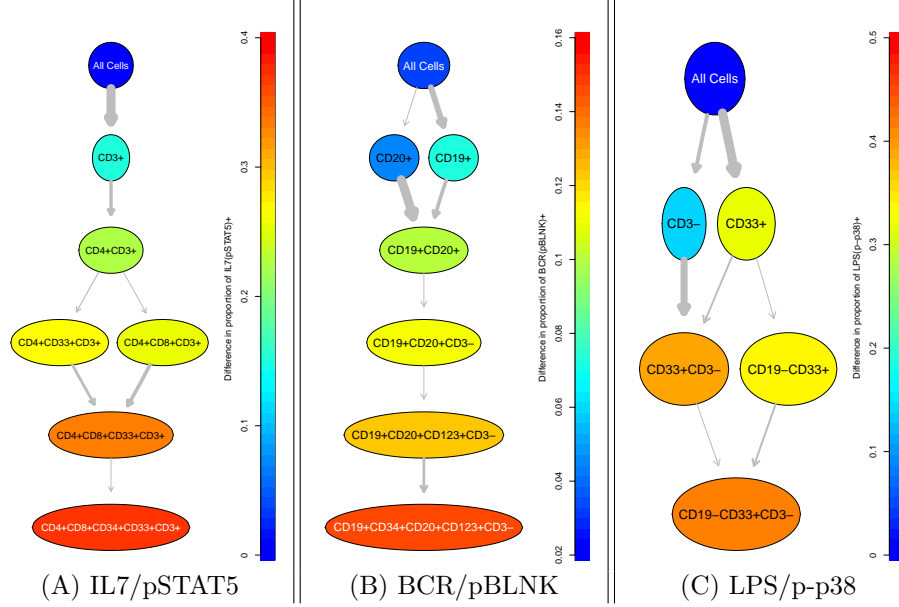 All Cells
CD3+
CD4+CD3+
CD4+CD33+CD3+
CD4+CD8+CD3+
CD4+CD8+CD33+CD3+
CD4+CD8+CD34+CD33+CD3+
0.4
0.3
0.2
0.1
0
Difference in proportion of IL7(pSTAT5)+
(A) IL7/pSTAT5
All Cells
CD20+
CD19+
CD19+CD20+
CD19+CD20+CD3−
CD19+CD20+CD123+CD3−
CD19+CD34+CD20+CD123+CD3−
0.16
0.14
0.12
0.1
0.08
0.06
0.04
0.02
Difference in proportion of BCR(pBLNK)+
(B) BCR/pBLNK
All Cells
CD3−
CD33+
CD33+CD3−
CD19−CD33+
CD19−CD33+CD3−
0.5
0.4
0.3
0.2
0.1
0
Difference in proportion of LPS(p−p38)+
(C) LPS/p-p38